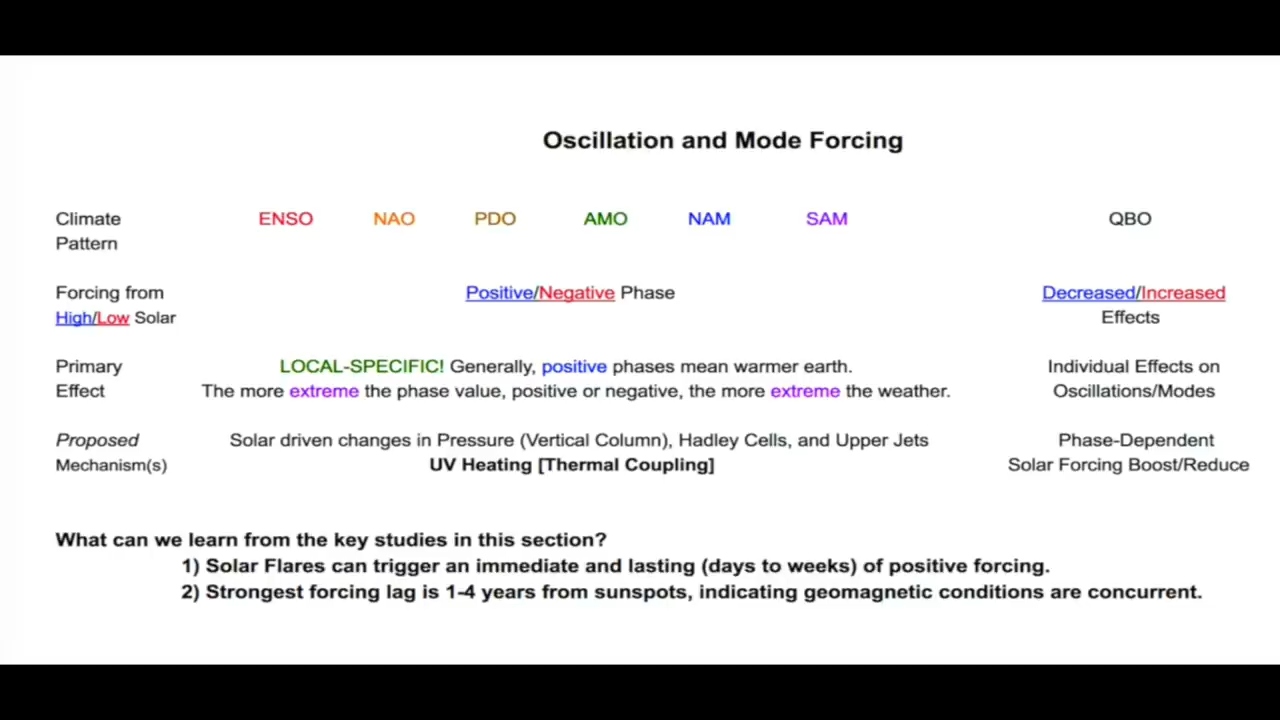 Oscillation and Mode Forcing
Climate Pattern ENSO NAO PDO AMO NAM SAM QBO
Forcing from High/Low Solar Positive/Negative Phase Decreased/Increased Effects
Primary Effect LOCAL-SPECIFIC! Generally, positive phases mean warmer earth.
The more extreme the phase value, positive or negative, the more extreme the weather.
Individual Effects on
Oscillations/Modes
Proposed Mechanism(s) Solar driven changes in Pressure (Vertical Column), Hadley Cells, and Upper Jets
UV Heating [Thermal Coupling]
Phase-Dependent
Solar Forcing Boost/Reduce
What can we learn from the key studies in this section?
1) Solar Flares can trigger an immediate and lasting (days to weeks) of positive forcing.
2) Strongest forcing lag is 1-4 years from sunspots, indicating geomagnetic conditions are concurrent.